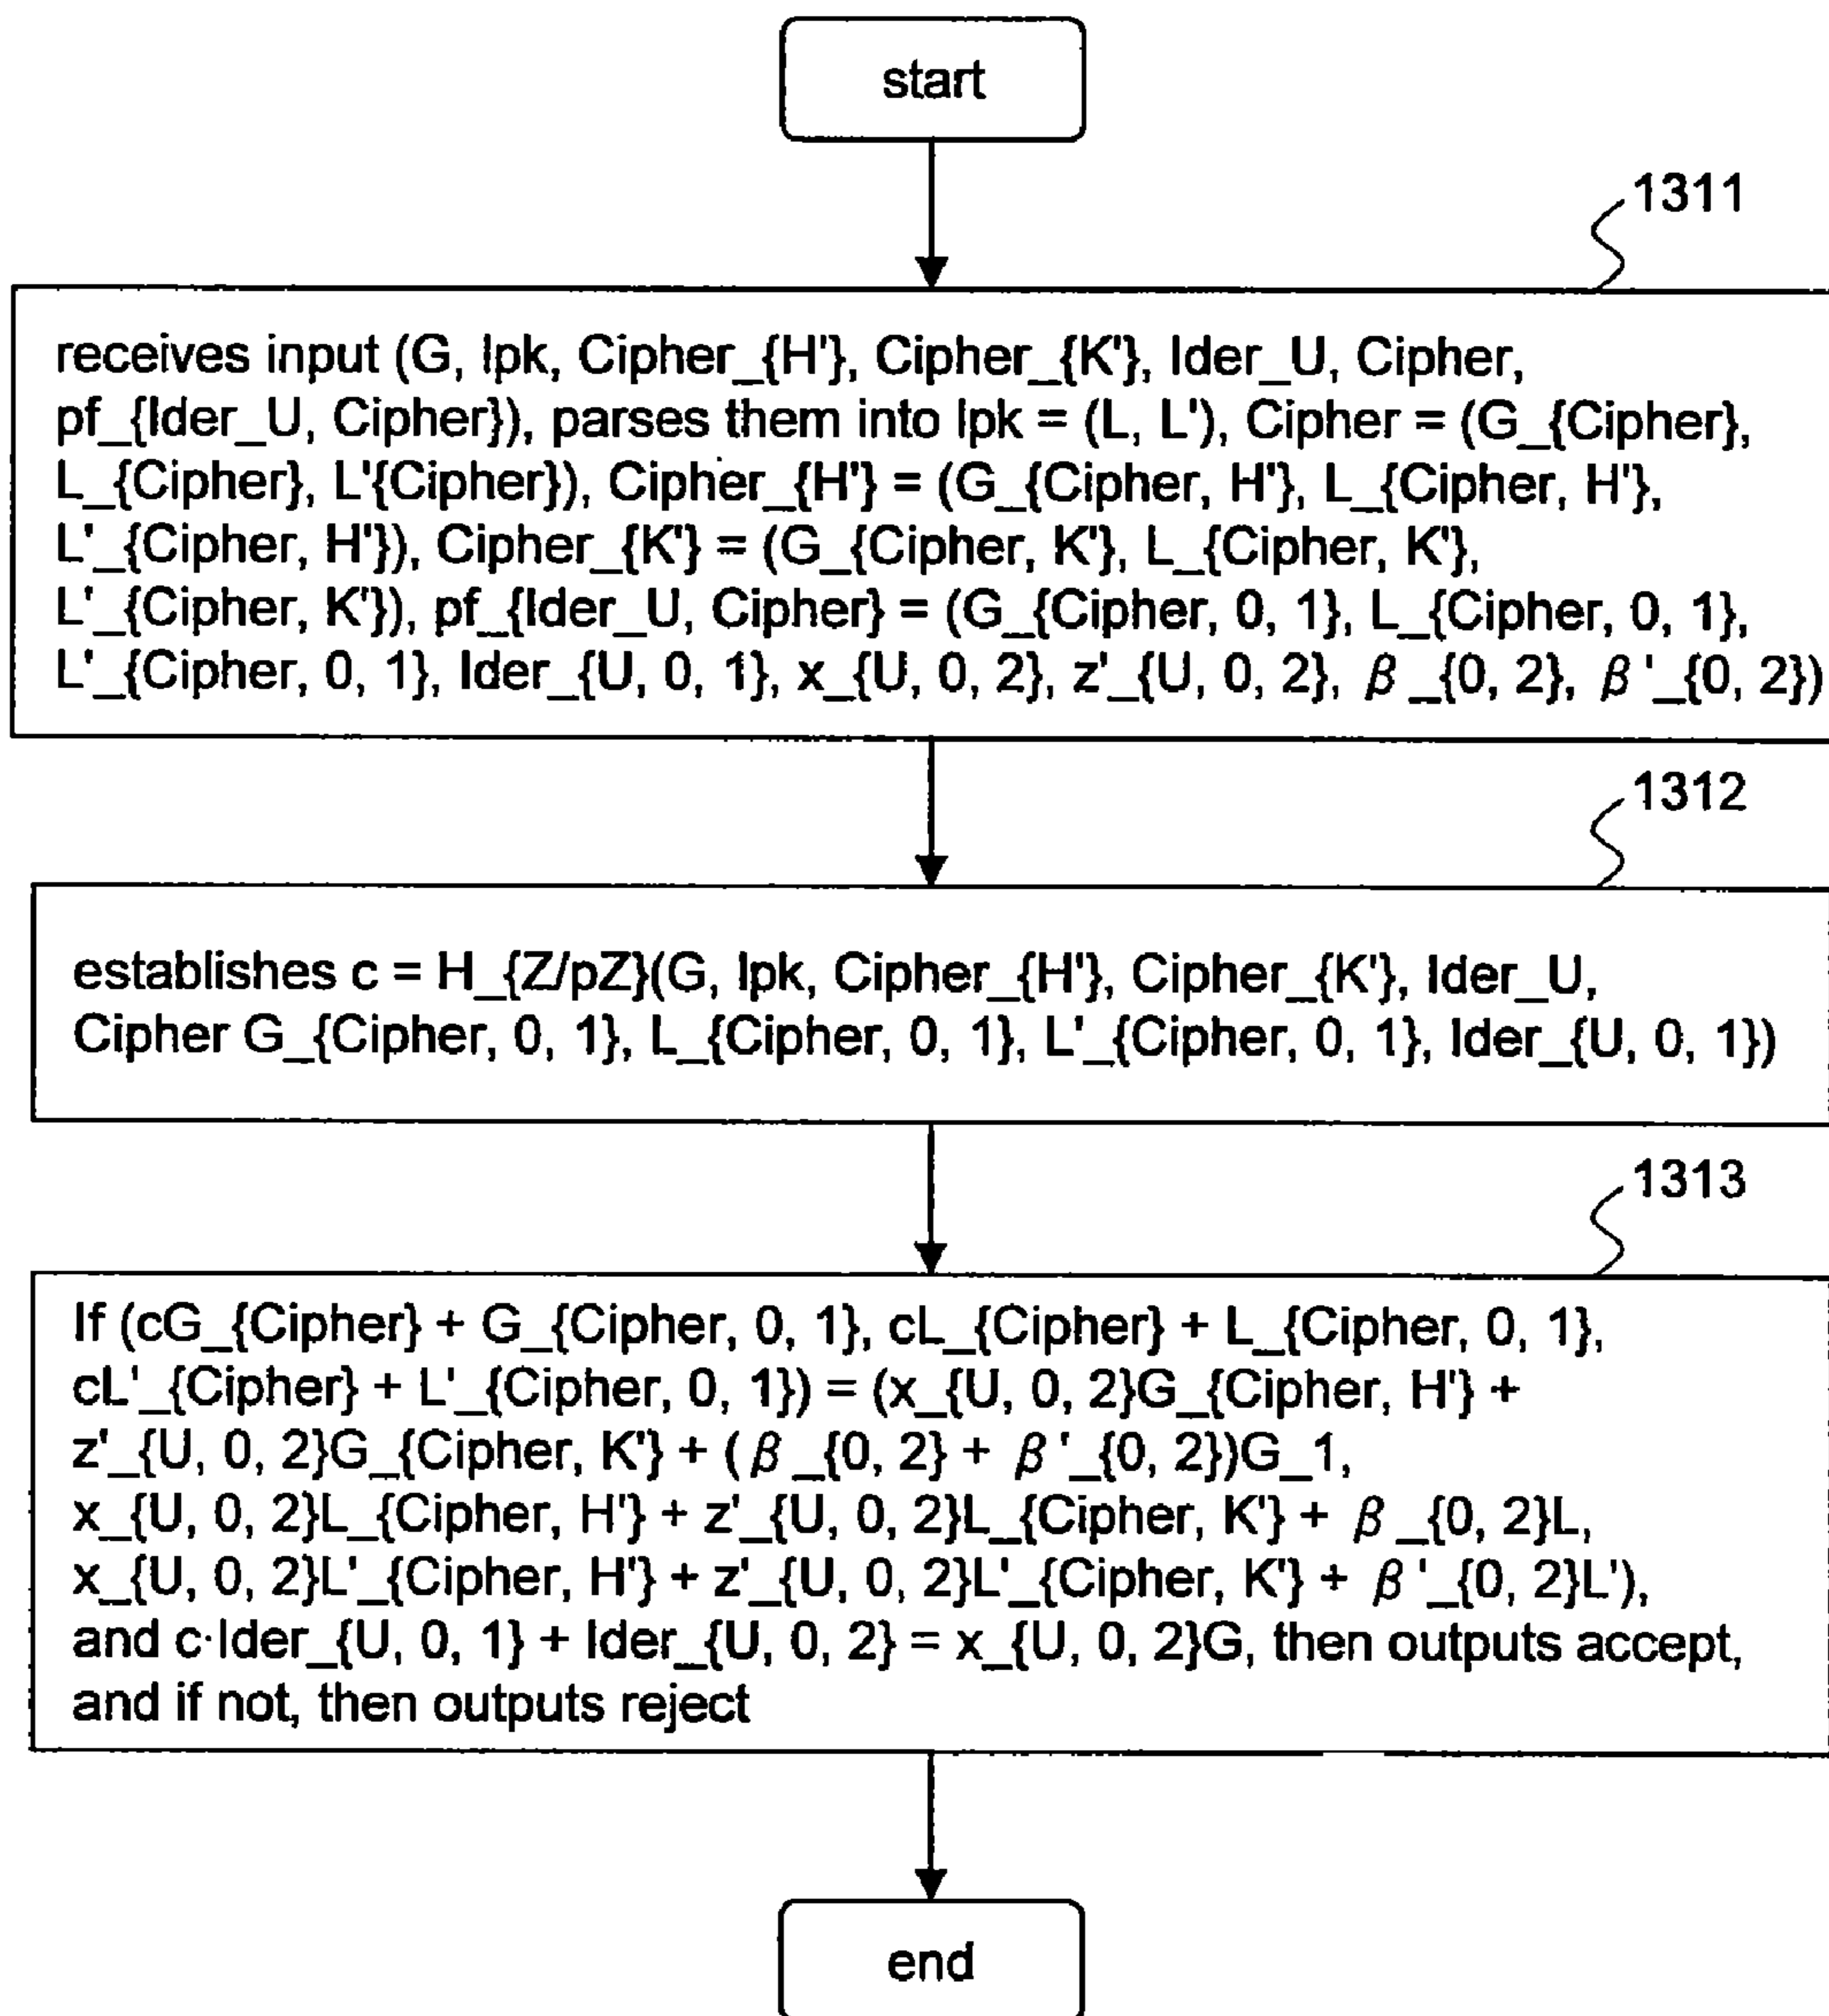 start
1311
receives input (G, lpk, Cipher_{H'}, Cipher_{K'}, Ider_U, Cipher,
pf_{Ider_U, Cipher}), parses them into lpk = (L, L'), Cipher = (G_{Cipher},
L_{Cipher}, L'{Cipher}), Cipher_{H'} = (G_{Cipher, H'}, L_{Cipher, H'},
L'_{Cipher, H'}), Cipher_{K'} = (G_{Cipher, K'}, L_{Cipher, K'},
L'_{Cipher, K'}), pf_{Ider_U, Cipher} = (G_{Cipher, 0, 1}, L_{Cipher, 0, 1},
L'_{Cipher, 0, 1}, Ider_{U, 0, 1}, x_{U, 0, 2}, z'_{U, 0, 2}, β_{0, 2}, β'_{0, 2})
1312
establishes c = H_{Z/pZ}(G, lpk, Cipher_{H'}, Cipher_{K'}, Ider_U,
Cipher G_{Cipher, 0, 1}, L_{Cipher, 0, 1}, L'_{Cipher, 0, 1}, Ider_{U, 0, 1})
1313
If (cG_{Cipher} + G_{Cipher, 0, 1}, cL_{Cipher} + L_{Cipher, 0, 1},
cL'_{Cipher} + L'_{Cipher, 0, 1}) = (x_{U, 0, 2}G_{Cipher, H'} +
z'_{U, 0, 2}G_{Cipher, K'} + (β_{0, 2} + β'_{0, 2})G_1,
x_{U, 0, 2}L_{Cipher, H'} + z'_{U, 0, 2}L_{Cipher, K'} + β_{0, 2}L,
x_{U, 0, 2}L'_{Cipher, H'} + z'_{U, 0, 2}L'_{Cipher, K'} + β'_{0, 2}L'),
and c·Ider_{U, 0, 1} + Ider_{U, 0, 2} = x_{U, 0, 2}G, then outputs accept,
and if not, then outputs reject
end